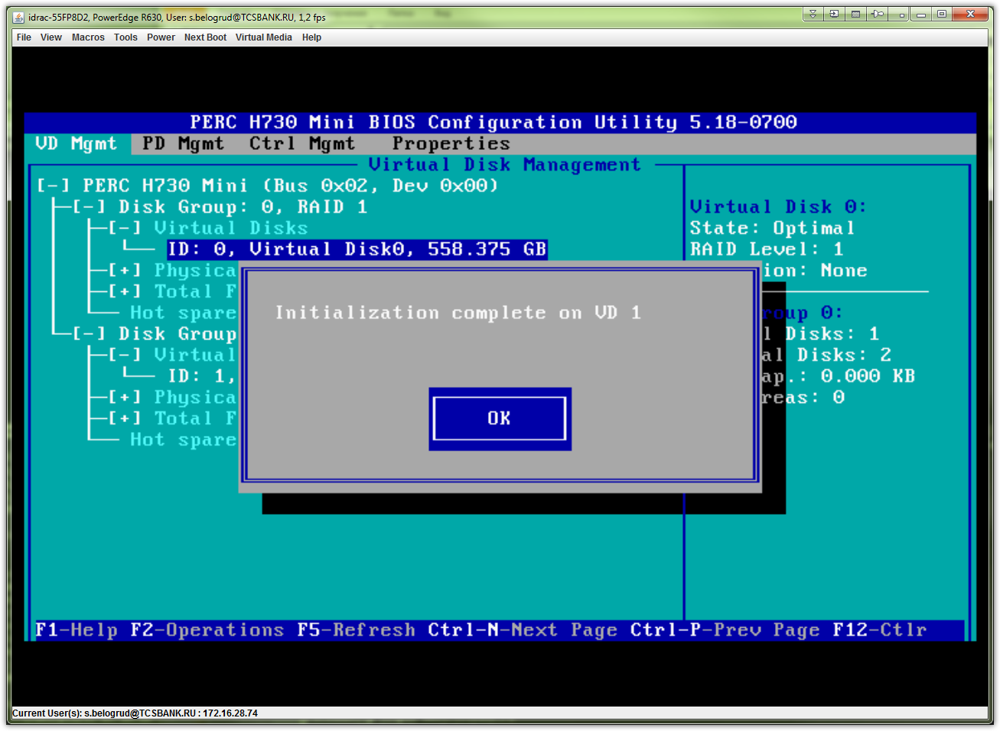 idrac-55FP8D2, PowerEdge R630, User: s.belogrud@TCSBANK.RU, 1,2 fps
File View Macros Tools Power Next Boot Virtual Media Help
PERC H730 Mini BIOS Configuration Utility 5.18-0700
VD Mgmt PD Mgmt Ctrl Mgmt Properties
Virtual Disk Management
[-] PERC H730 Mini (Bus 0x02, Dev 0x00)
[-] Disk Group: 0, RAID 1
[-] Virtual Disks
ID: 0, Virtual Disk0, 558.375 GB
[+] Physica
[+] Total F
Hot spare
[-] Disk Group
[-] Virtual
ID: 1,
[+] Physica
[+] Total F
Hot spare
Virtual Disk 0:
State: Optimal
RAID Level: 1
ion: None
roup 0:
l Disks: 1
al Disks: 2
ap.: 0.000 KB
reas: 0
Initialization complete on VD 1
OK
F1-Help F2-Operations F5-Refresh Ctrl-N-Next Page Ctrl-P-Prev Page F12-Ctlr
Current User(s): s.belogrud@TCSBANK.RU : 172.16.28.74